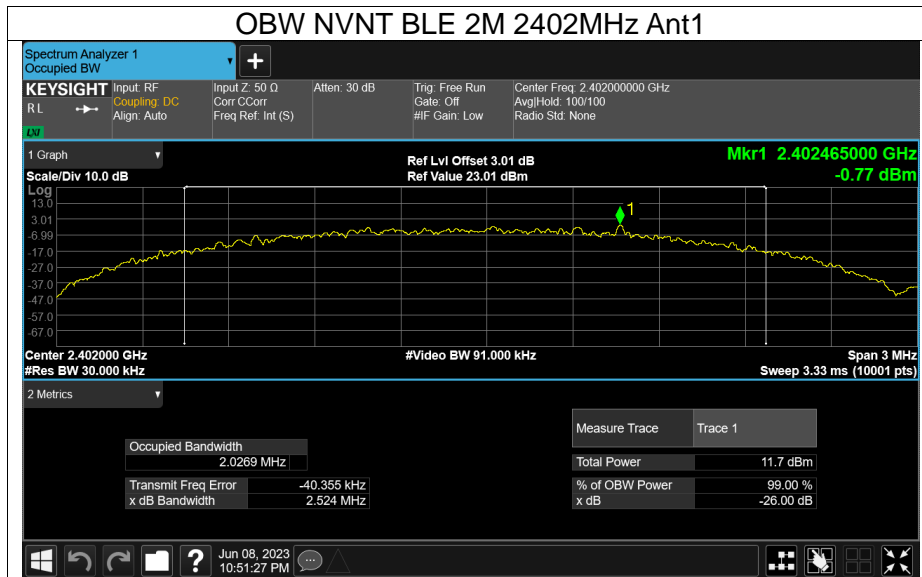 OBW NVNT BLE 2M 2402MHz Ant1
Spectrum Analyzer 1
Occupied BW
+
KEYSIGHT
R L
LXI
Input: RF
Coupling: DC
Align: Auto
Input Z: 50 Ω
Corr CCorr
Freq Ref: Int (S)
Atten: 30 dB
Trig: Free Run
Gate: Off
#IF Gain: Low
Center Freq: 2.402000000 GHz
Avg|Hold: 100/100
Radio Std: None
1 Graph
Scale/Div 10.0 dB
Ref Lvl Offset 3.01 dB
Ref Value 23.01 dBm
Mkr1 2.402465000 GHz
-0.77 dBm
Log
13.0
3.01
-6.99
-17.0
-27.0
-37.0
-47.0
-57.0
-67.0
1
Center 2.402000 GHz
#Res BW 30.000 kHz
#Video BW 91.000 kHz
Span 3 MHz
Sweep 3.33 ms (10001 pts)
2 Metrics
Occupied Bandwidth
2.0269 MHz
Transmit Freq Error -40.355 kHz
x dB Bandwidth 2.524 MHz
Measure Trace Trace 1
Total Power 11.7 dBm
% of OBW Power 99.00 %
x dB -26.00 dB
?
Jun 08, 2023
10:51:27 PM